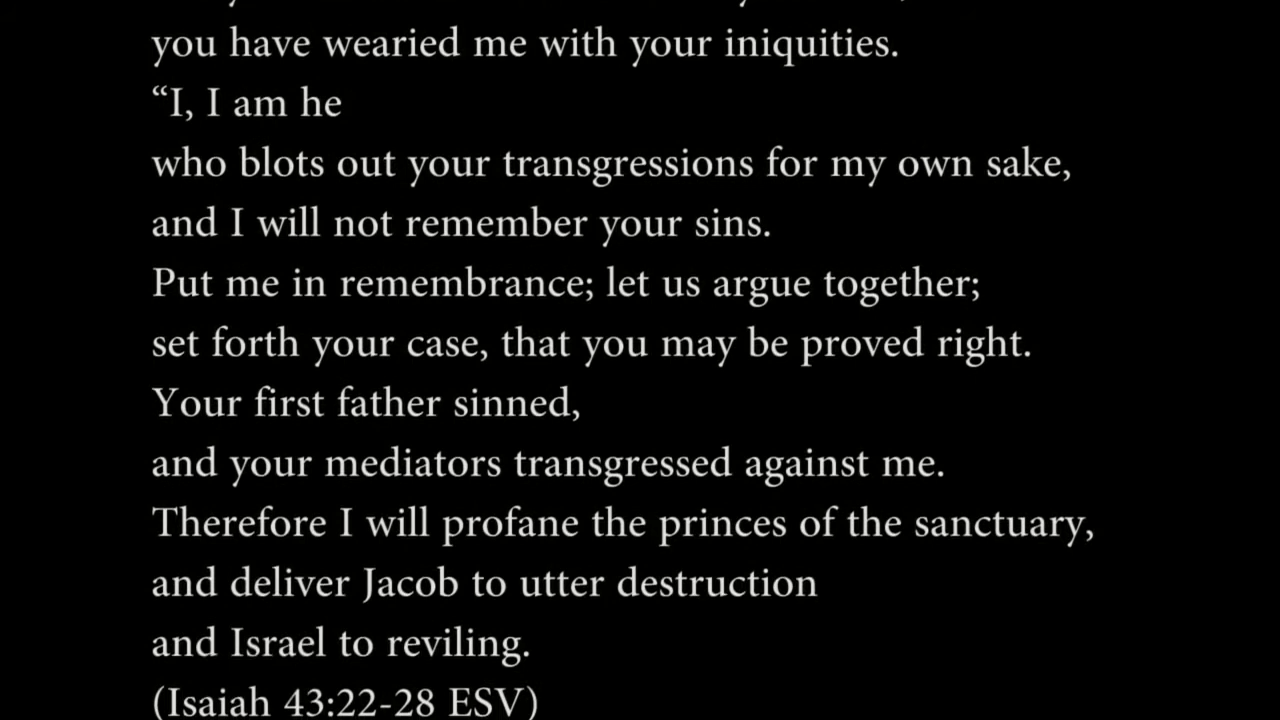 you have wearied me with your iniquities.
“I, I am he
who blots out your transgressions for my own sake,
and I will not remember your sins.
Put me in remembrance; let us argue together;
set forth your case, that you may be proved right.
Your first father sinned,
and your mediators transgressed against me.
Therefore I will profane the princes of the sanctuary,
and deliver Jacob to utter destruction
and Israel to reviling.
(Isaiah 43:22-28 ESV)